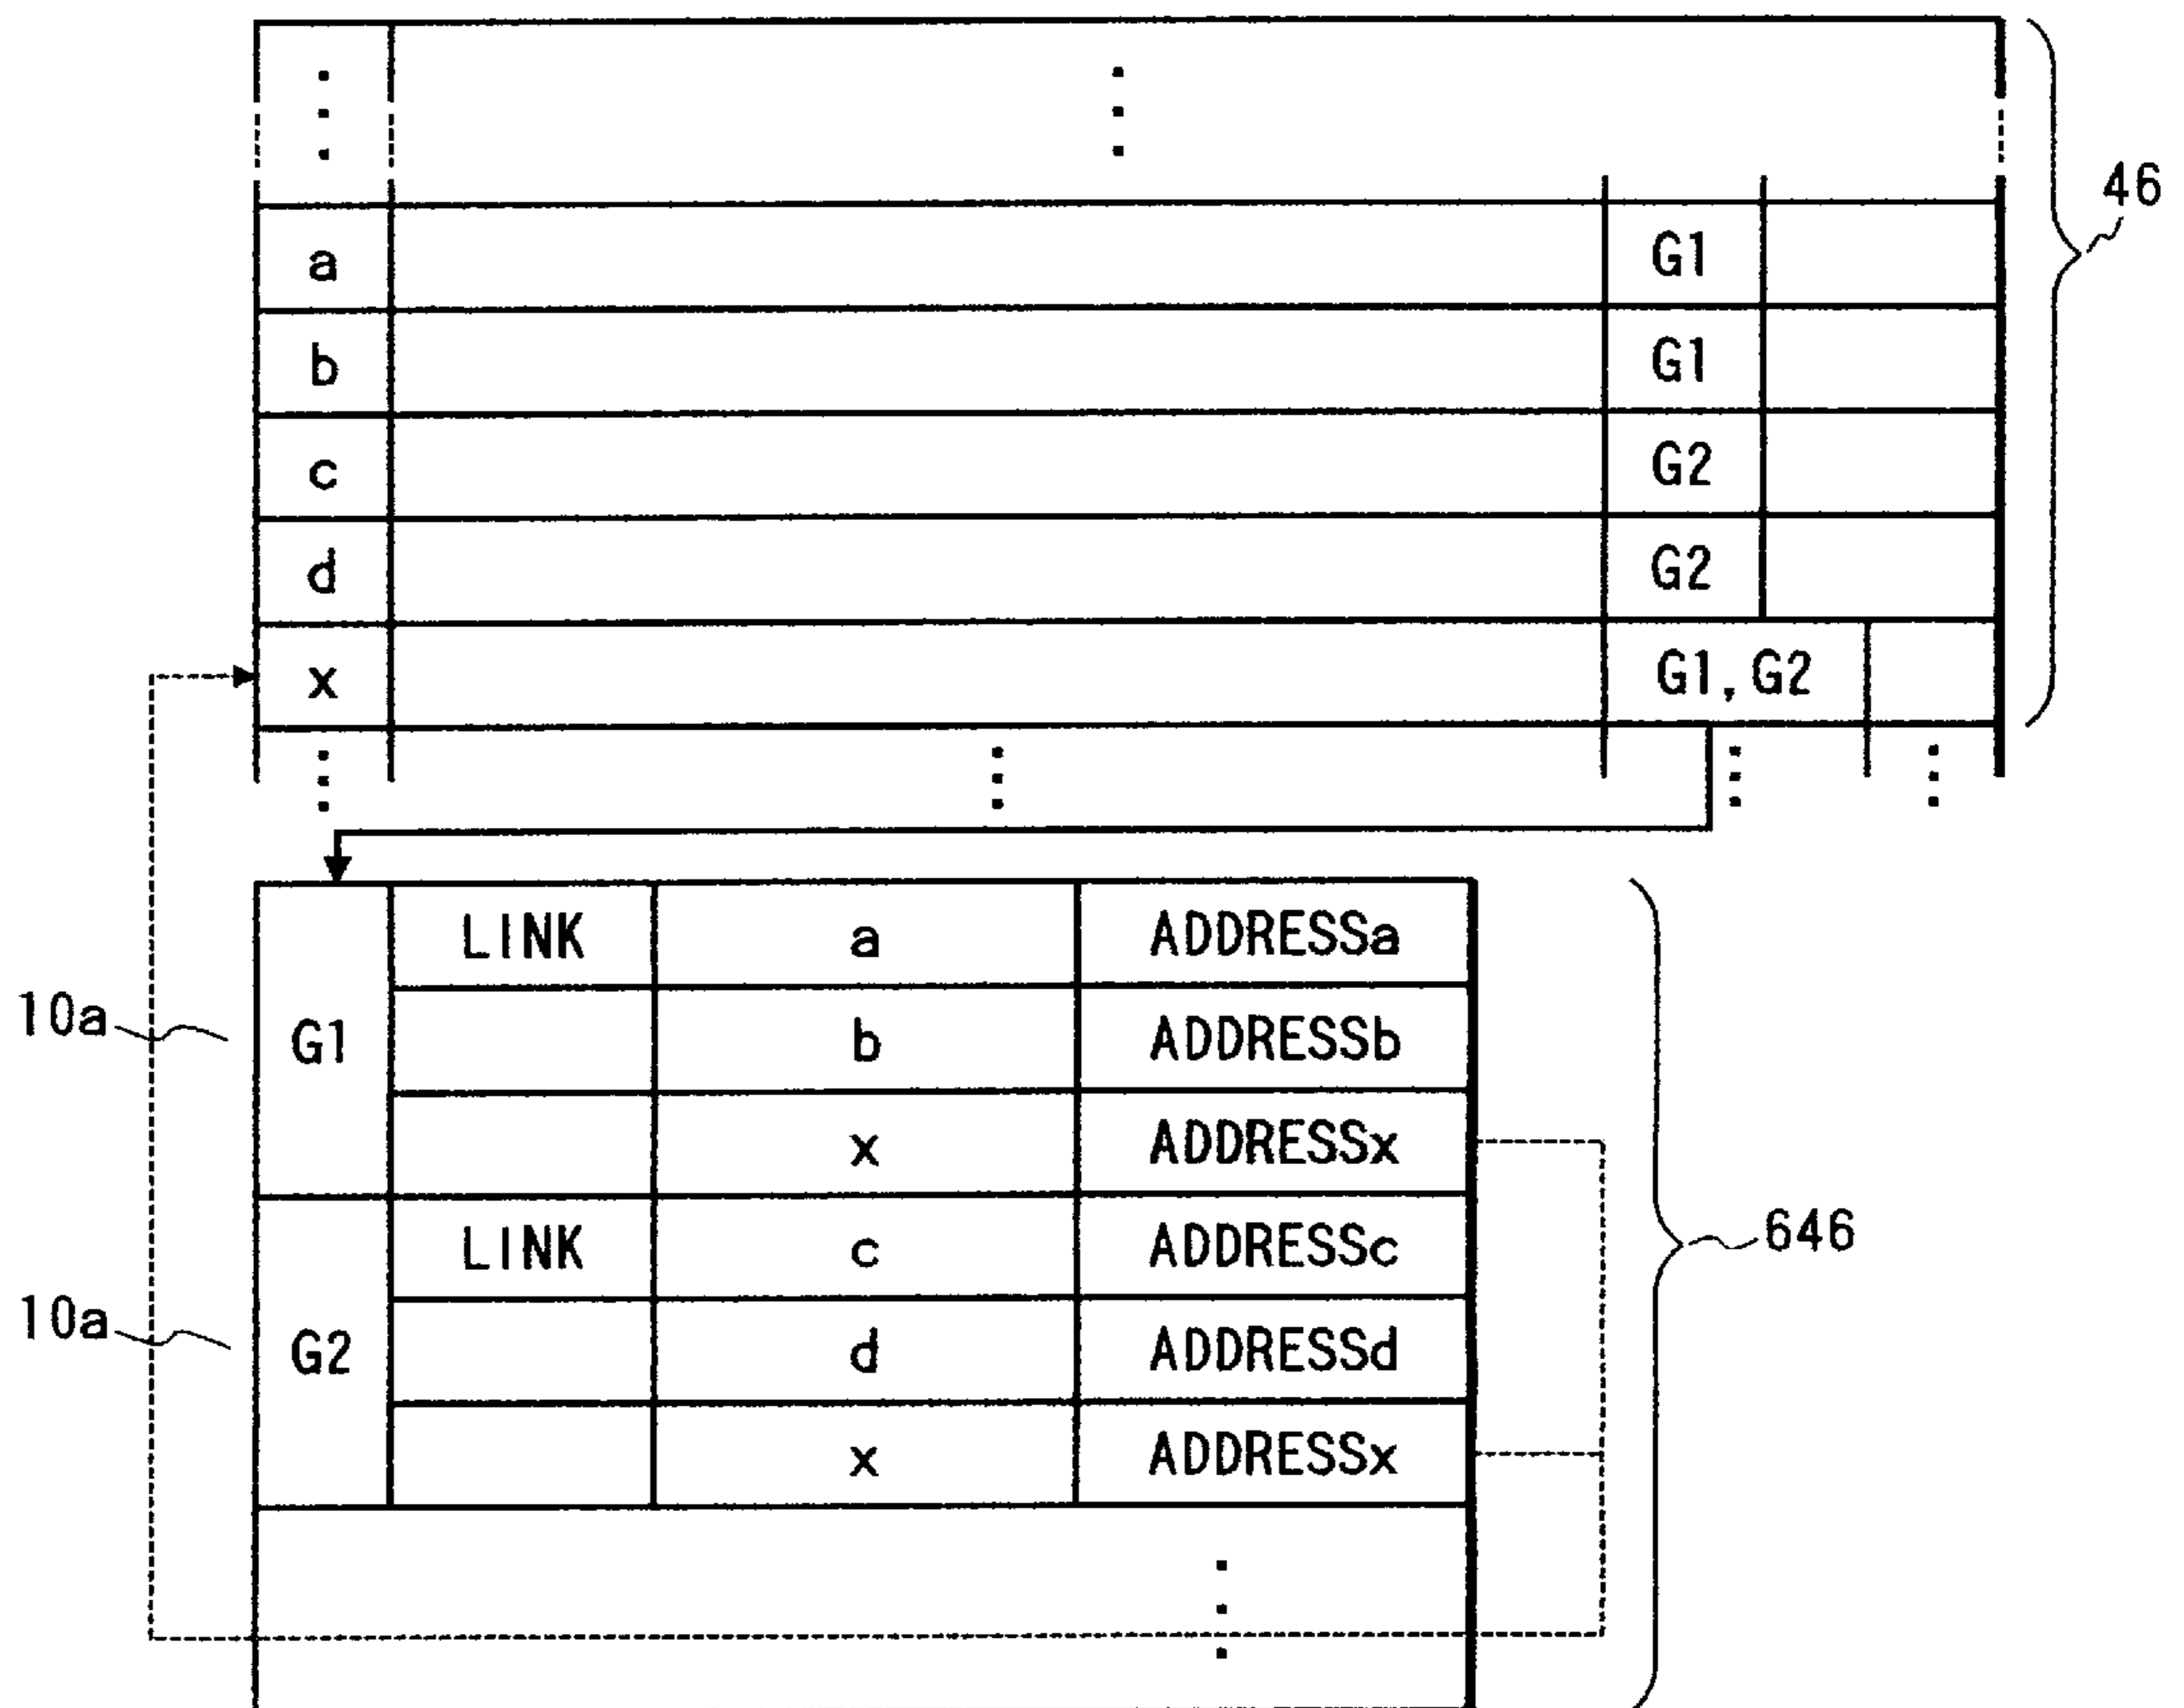 46
a G1
b G1
c G2
d G2
x G1, G2
LINK a ADDRESSa
10a G1 b ADDRESSb
x ADDRESSx
LINK c ADDRESSc
646
10a G2 d ADDRESSd
x ADDRESSx